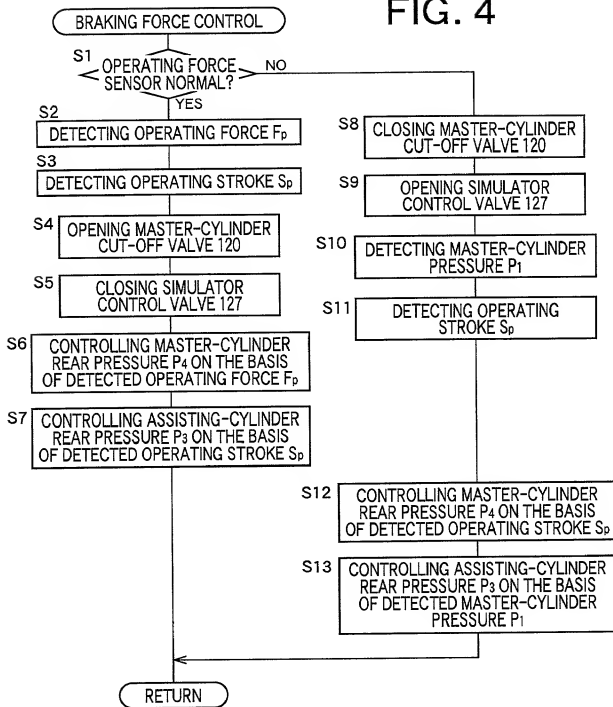 FIG. 4
BRAKING FORCE CONTROL
S1
OPERATING FORCE
SENSOR NORMAL?
NO
YES
S2
DETECTING OPERATING FORCE Fp
S3
DETECTING OPERATING STROKE Sp
S4
OPENING MASTER-CYLINDER
CUT-OFF VALVE 120
S5
CLOSING SIMULATOR
CONTROL VALVE 127
S6
CONTROLLING MASTER-CYLINDER
REAR PRESSURE P4 ON THE BASIS
OF DETECTED OPERATING FORCE Fp
S7
CONTROLLING ASSISTING-CYLINDER
REAR PRESSURE P3 ON THE BASIS
OF DETECTED OPERATING STROKE Sp
S8
CLOSING MASTER-CYLINDER
CUT-OFF VALVE 120
S9
OPENING SIMULATOR
CONTROL VALVE 127
S10
DETECTING MASTER-CYLINDER
PRESSURE P1
S11
DETECTING OPERATING
STROKE Sp
S12
CONTROLLING MASTER-CYLINDER
REAR PRESSURE P4 ON THE BASIS
OF DETECTED OPERATING STROKE Sp
S13
CONTROLLING ASSISTING-CYLINDER
REAR PRESSURE P3 ON THE BASIS
OF DETECTED MASTER-CYLINDER
PRESSURE P1
RETURN